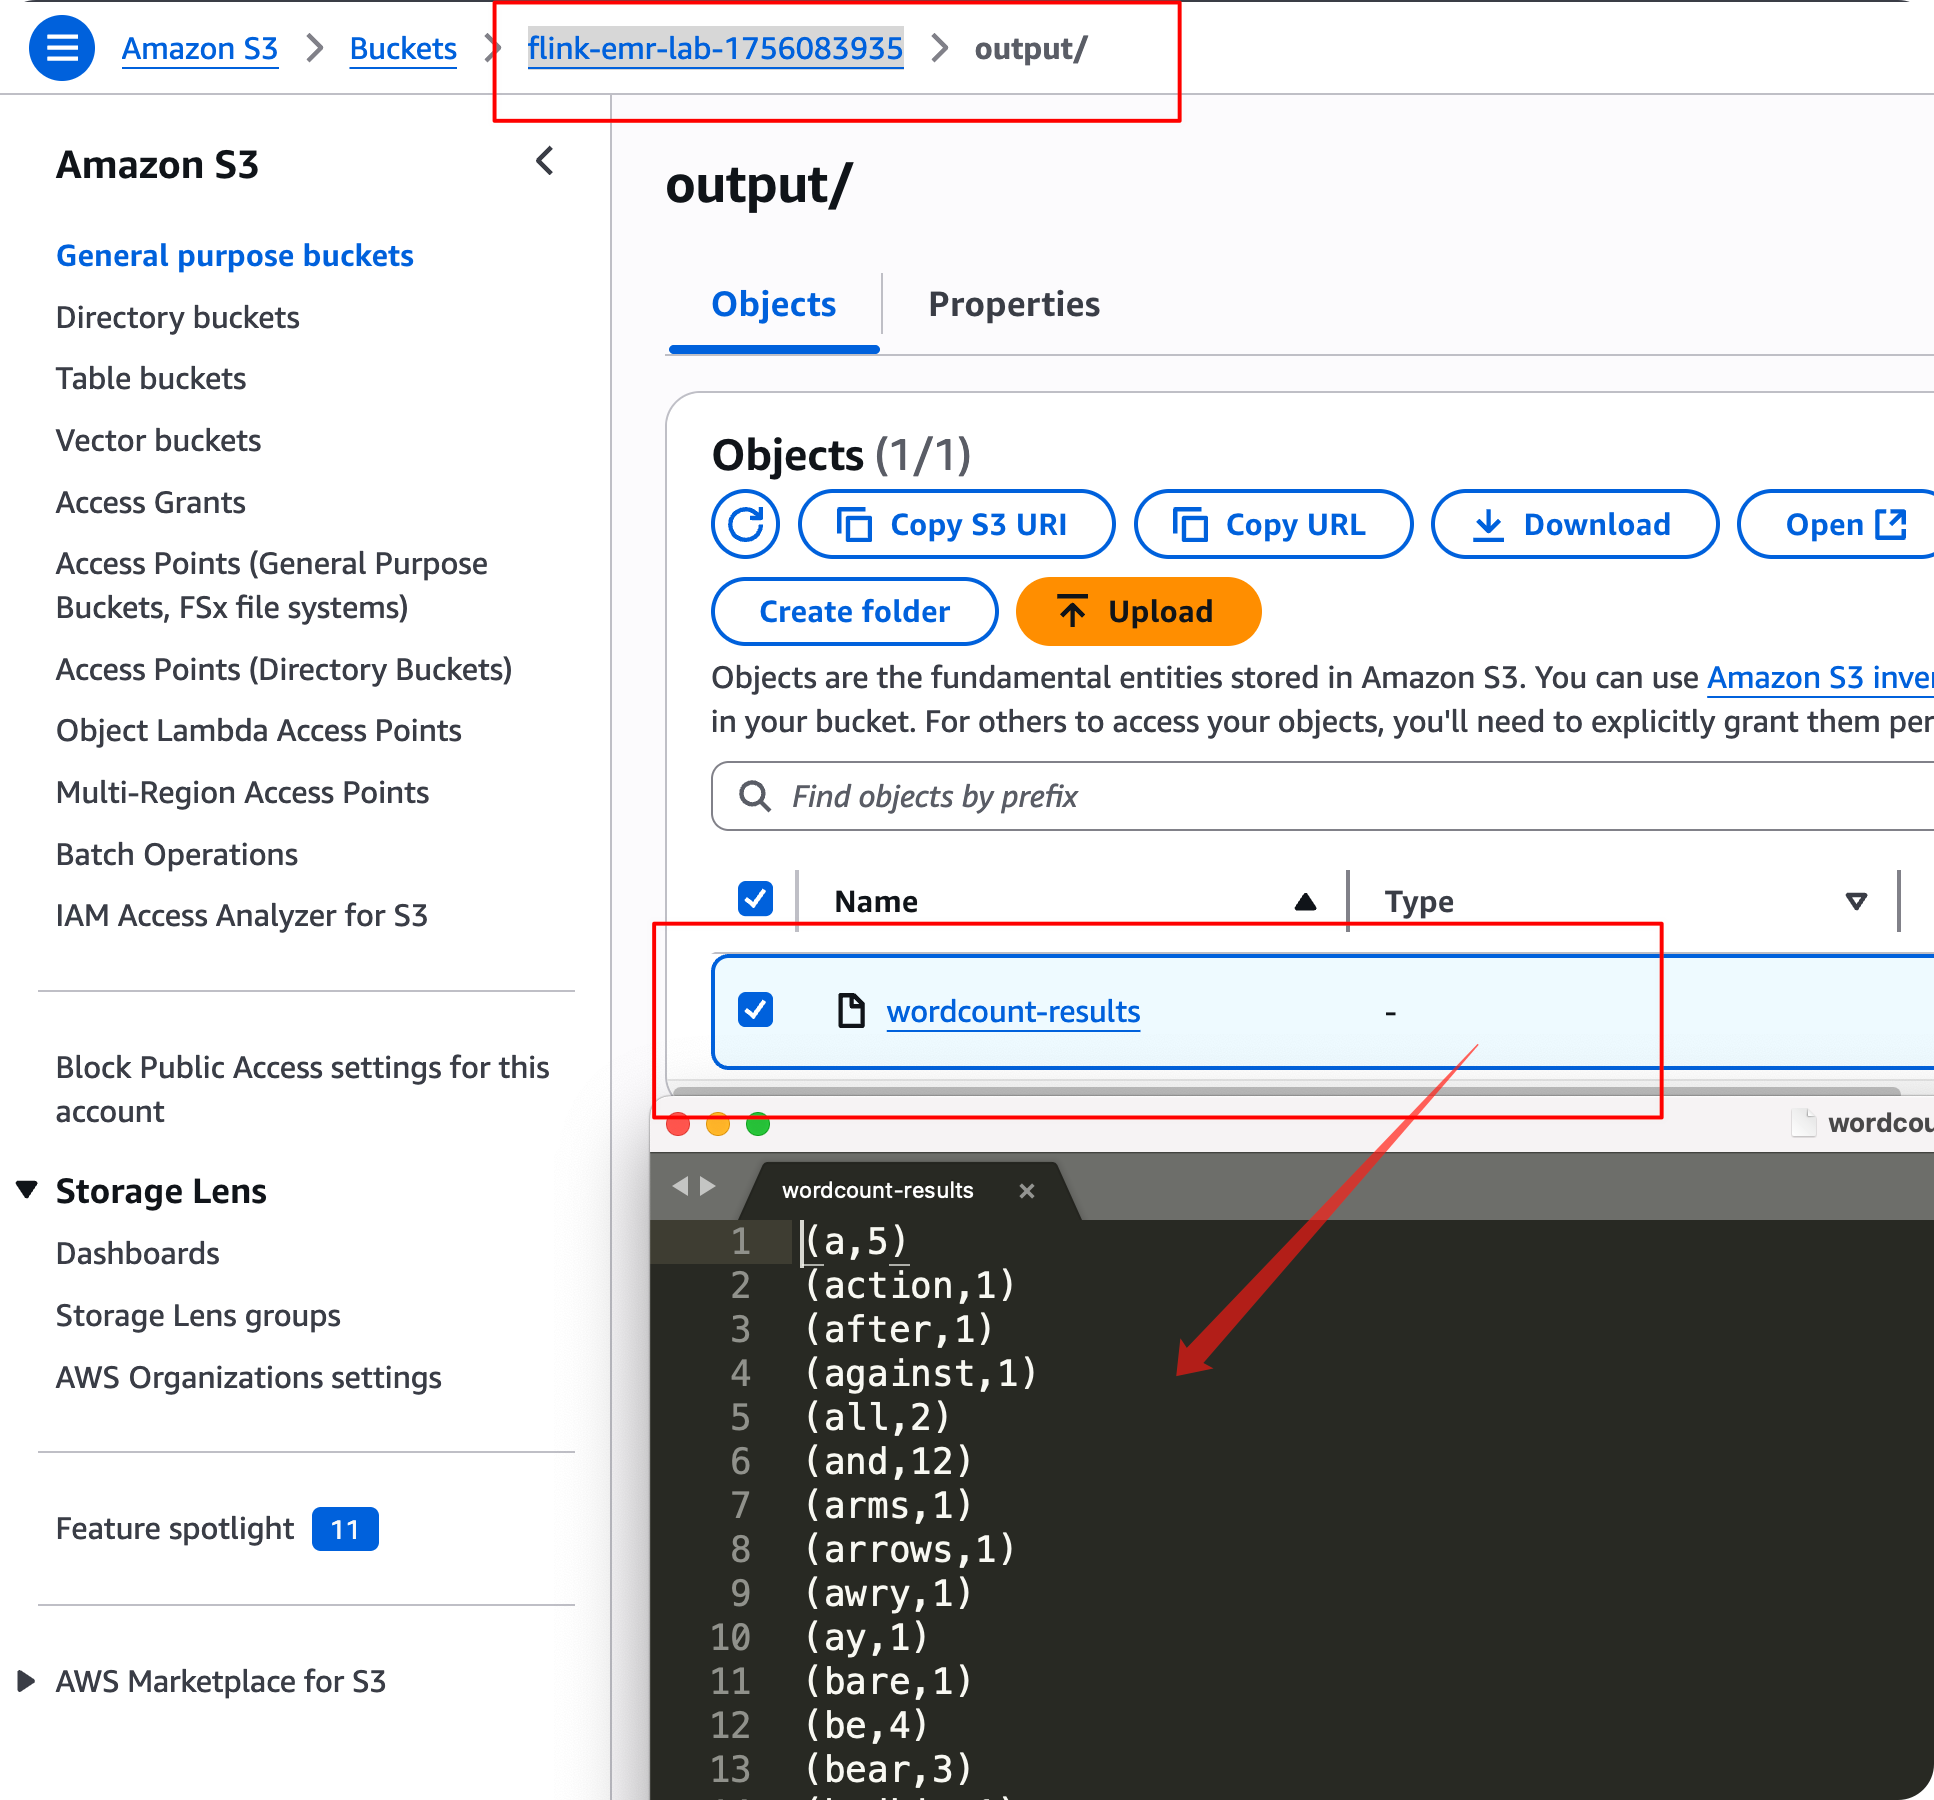 Amazon S3 > Buckets > flink-emr-lab-1756083935 > output/
Amazon S3
General purpose buckets
Directory buckets
Table buckets
Vector buckets
Access Grants
Access Points (General Purpose
Buckets, FSx file systems)
Access Points (Directory Buckets)
Object Lambda Access Points
Multi-Region Access Points
Batch Operations
IAM Access Analyzer for S3
Block Public Access settings for this
account
Storage Lens
Dashboards
Storage Lens groups
AWS Organizations settings
Feature spotlight 11
AWS Marketplace for S3
output/
Objects Properties
Objects (1/1)
Copy S3 URI Copy URL Download Open
Create folder Upload
Objects are the fundamental entities stored in Amazon S3. You can use Amazon S3
in your bucket. For others to access your objects, you'll need to explicitly grant them
Find objects by prefix
Name Type
wordcount-results -
wordcount-results ×
1 (a,5)
2 (action,1)
3 (after,1)
4 (against,1)
5 (all,2)
6 (and,12)
7 (arms,1)
8 (arrows,1)
9 (awry,1)
10 (ay,1)
11 (bare,1)
12 (be,4)
13 (bear,3)